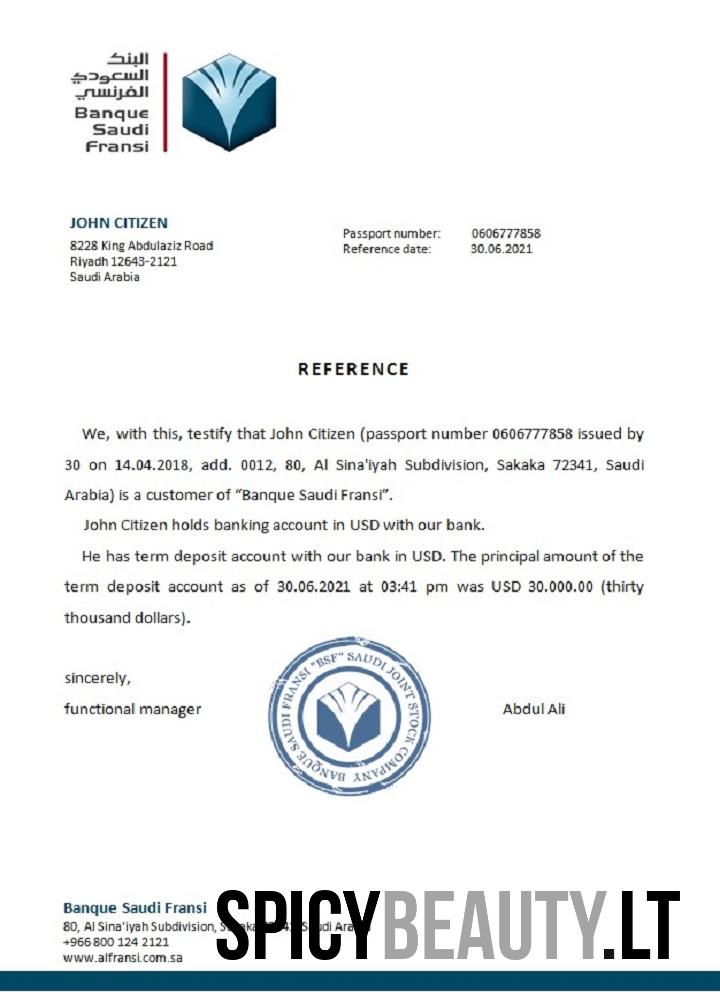 البنك
السعودي
الفرنسي
Banque
Saudi
Fransi
JOHN CITIZEN
8228 King Abdulaziz Road
Riyadh 12643-2121
Saudi Arabia
Passport number: 0606777858
Reference date: 30.06.2021
REFERENCE
We, with this, testify that John Citizen (passport number 0606777858 issued by
30 on 14.04.2018, add. 0012, 80, Al Sina'iyah Subdivision, Sakaka 72341, Saudi
Arabia) is a customer of “Banque Saudi Fransi”.
John Citizen holds banking account in USD with our bank.
He has term deposit account with our bank in USD. The principal amount of the
term deposit account as of 30.06.2021 at 03:41 pm was USD 30.000.00 (thirty
thousand dollars).
sincerely,
functional manager
Abdul Ali
BANQUE SAUDI FRANSI "BSF" SAUDI JOINT STOCK COMPANY
Banque Saudi Fransi
80, Al Sina'iyah Subdivision,
+966 800 124 2121
www.alfransi.com.sa
SPICYBEAUTY.LT